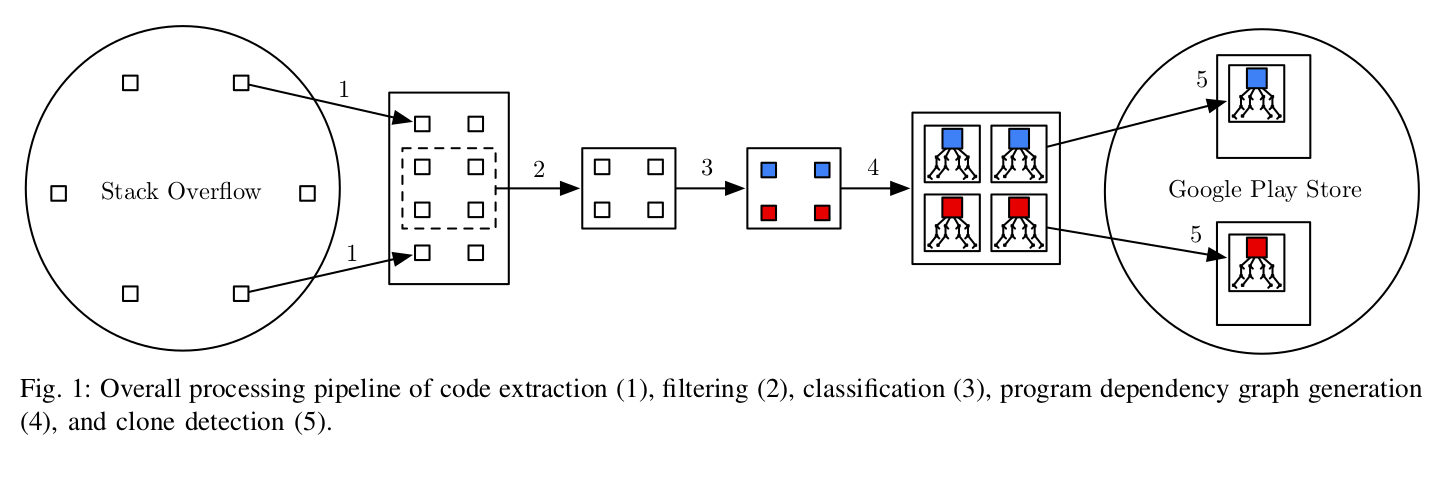 1
5
2
3
4
Stack Overflow
Google Play Store
1
5
Fig. 1: Overall processing pipeline of code extraction (1), filtering (2), classification (3), program dependency graph generation
(4), and clone detection (5).